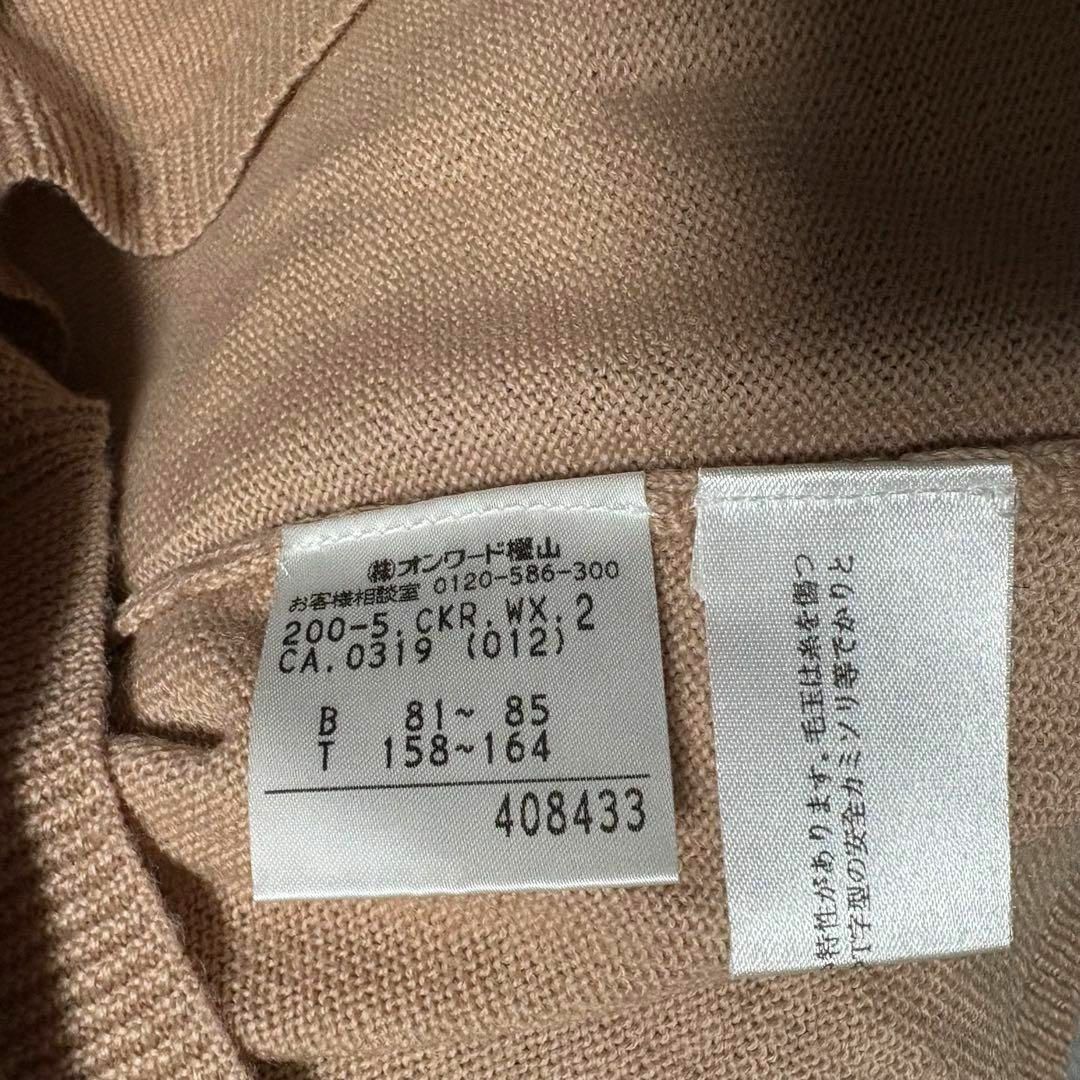 ㈱オンワード樫山
お客様相談室 0120-586-300
200-5.CKR.WX.2
CA.0319 (012)
B 81~ 85
T 158~164
408433
特性があります。毛玉は糸を傷つ
T字型の安全カミソリ等でかりと